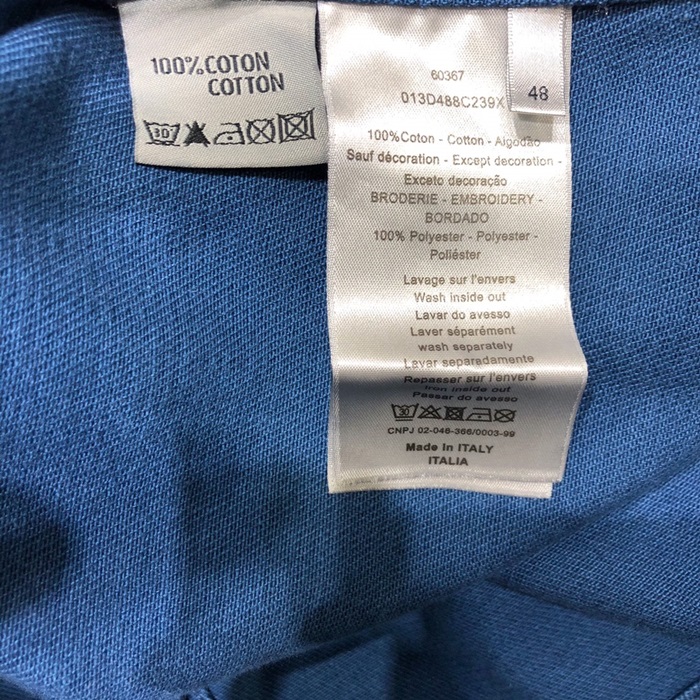 100%COTON
COTTON
30
60367
013D488C239X
48
100%Coton - Cotton - Algodão
Sauf décoration - Except decoration -
Exceto decoração
BRODERIE - EMBROIDERY -
BORDADO
100% Polyester - Polyester -
Poliéster
Lavage sur l'envers
Wash inside out
Lavar do avesso
Laver séparément
wash separately
Lavar separadamente
Repasser sur l'envers
Iron inside out
Passer do avesso
30
CNPJ 02-046-366/0003-99
Made In ITALY
ITALIA